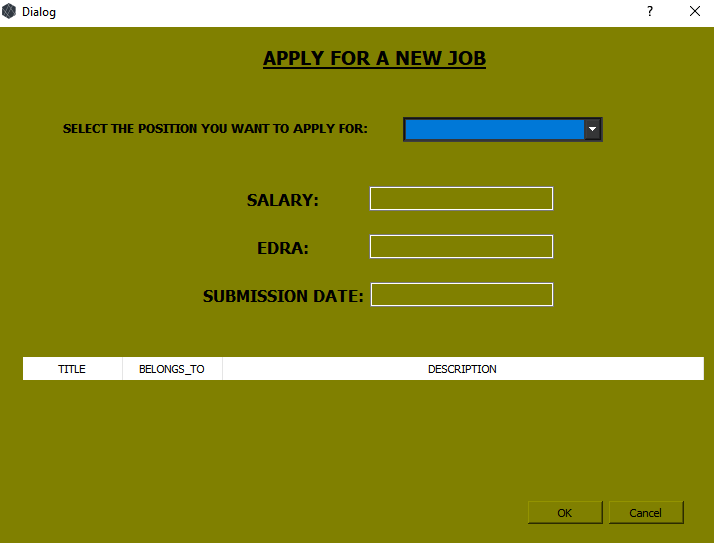 Dialog
APPLY FOR A NEW JOB
SELECT THE POSITION YOU WANT TO APPLY FOR:
SALARY:
EDRA:
SUBMISSION DATE:
TITLE BELONGS_TO DESCRIPTION
OK Cancel